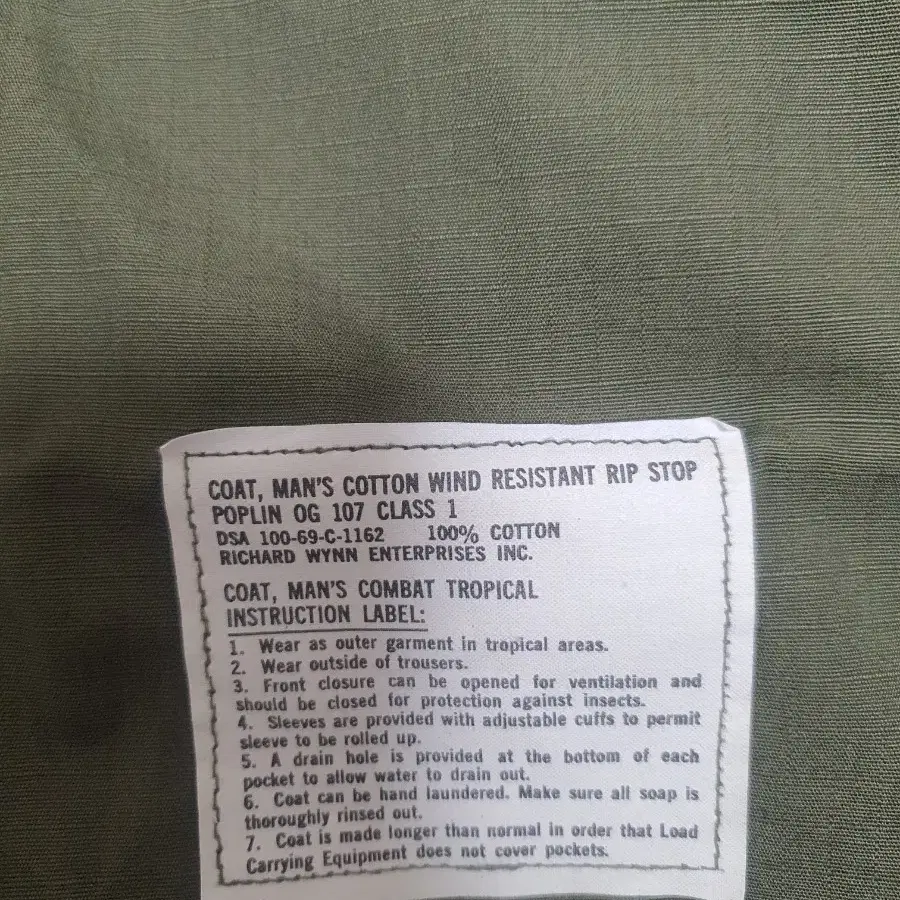 COAT, MAN'S COTTON WIND RESISTANT RIP STOP
POPLIN OG 107 CLASS 1
DSA 100-69-C-1162 100% COTTON
RICHARD WYNN ENTERPRISES INC.
COAT, MAN'S COMBAT TROPICAL
INSTRUCTION LABEL:
1. Wear as outer garment in tropical areas.
2. Wear outside of trousers.
3. Front closure can be opened for ventilation and
should be closed for protection against insects.
4. Sleeves are provided with adjustable cuffs to permit
sleeve to be rolled up.
5. A drain hole is provided at the bottom of each
pocket to allow water to drain out.
6. Coat can be hand laundered. Make sure all soap is
thoroughly rinsed out.
7. Coat is made longer than normal in order that Load
Carrying Equipment does not cover pockets.